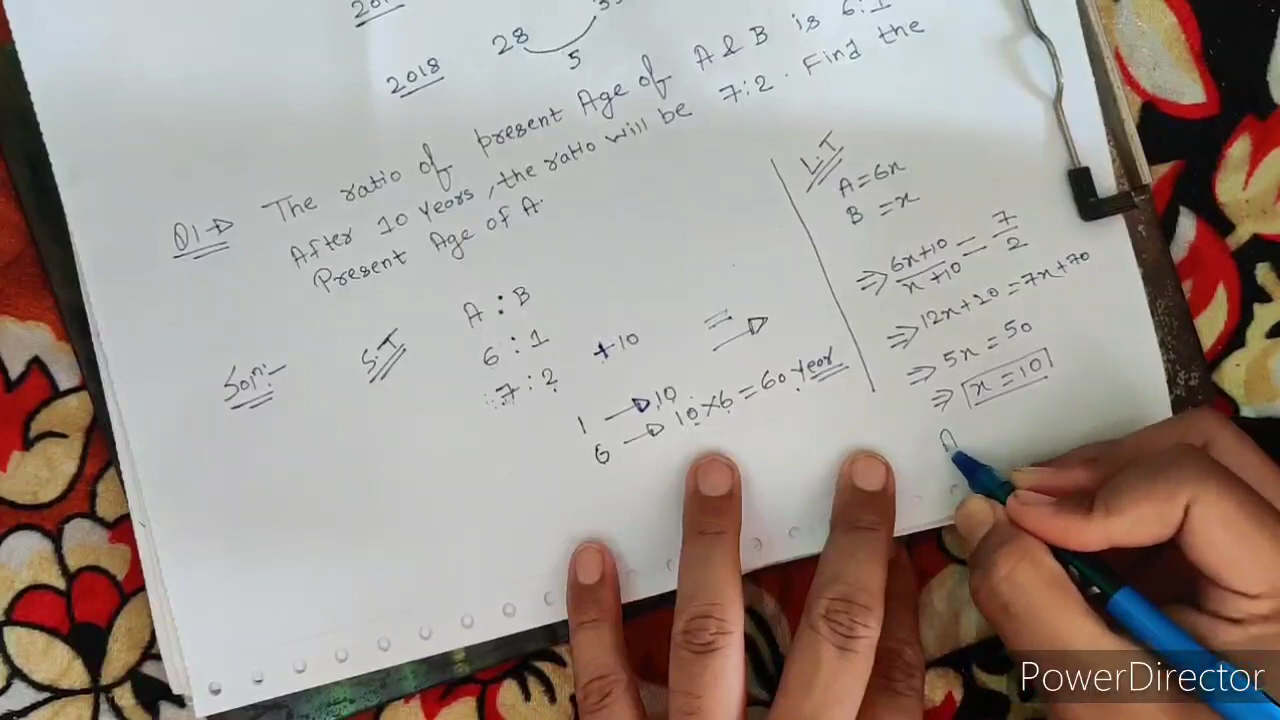 28
5
2018
Q1→ The ratio of present Age of A & B is 6:1
After 10 Years, the ratio will be 7:2. Find the
Present Age of A.
Soln:-
S.T
A : B
6 : 1
7 : 2
+10
1 → 10
6 → 10×6=60 year
L.T
A=6x
B =x
⇒ 6x+10/x+10 = 7/2
⇒ 12x+20=7x+70
⇒ 5x=50
⇒ x=10
A
PowerDirector